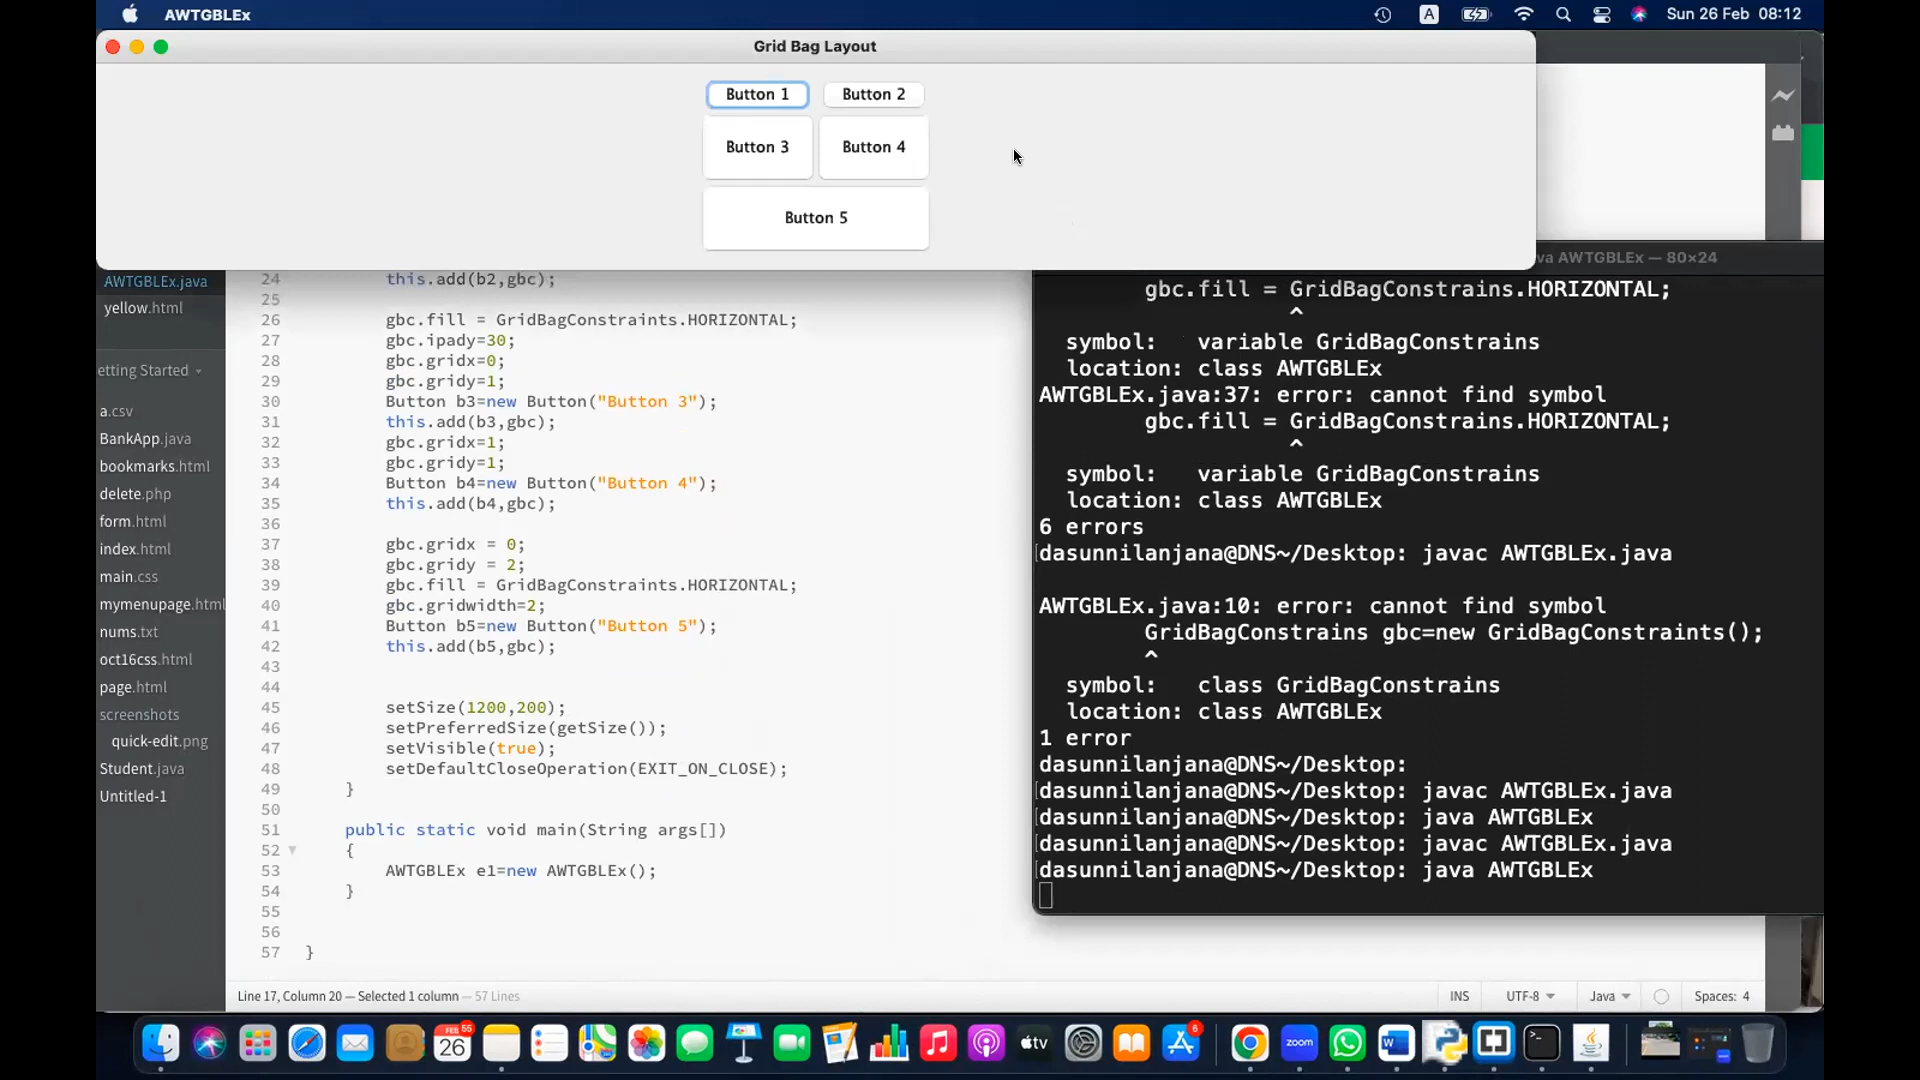 AWTGBLEx
A
Sun 26 Feb 08:12
Grid Bag Layout
Button 1
Button 2
Button 3
Button 4
Button 5
AWTGBLEx.java
yellow.html
etting Started
a.csv
BankApp.java
bookmarks.html
delete.php
form.html
index.html
main.css
mymenupage.html
nums.txt
oct16css.html
page.html
screenshots
quick-edit.png
Student.java
Untitled-1
24 this.add(b2,gbc);
25
26 gbc.fill = GridBagConstraints.HORIZONTAL;
27 gbc.ipady=30;
28 gbc.gridx=0;
29 gbc.gridy=1;
30 Button b3=new Button("Button 3");
31 this.add(b3,gbc);
32 gbc.gridx=1;
33 gbc.gridy=1;
34 Button b4=new Button("Button 4");
35 this.add(b4,gbc);
36
37 gbc.gridx = 0;
38 gbc.gridy = 2;
39 gbc.fill = GridBagConstraints.HORIZONTAL;
40 gbc.gridwidth=2;
41 Button b5=new Button("Button 5");
42 this.add(b5,gbc);
43
44
45 setSize(1200,200);
46 setPreferredSize(getSize());
47 setVisible(true);
48 setDefaultCloseOperation(EXIT_ON_CLOSE);
49 }
50
51 public static void main(String args[])
52 {
53 AWTGBLEx e1=new AWTGBLEx();
54 }
55
56
57 }
Line 17, Column 20 — Selected 1 column — 57 Lines
INS
UTF-8
Java
Spaces: 4
va AWTGBLEx — 80×24
gbc.fill = GridBagConstrains.HORIZONTAL;
^
symbol: variable GridBagConstrains
location: class AWTGBLEx
AWTGBLEx.java:37: error: cannot find symbol
gbc.fill = GridBagConstrains.HORIZONTAL;
^
symbol: variable GridBagConstrains
location: class AWTGBLEx
6 errors
dasunnilanjana@DNS~/Desktop: javac AWTGBLEx.java
AWTGBLEx.java:10: error: cannot find symbol
GridBagConstrains gbc=new GridBagConstraints();
^
symbol: class GridBagConstrains
location: class AWTGBLEx
1 error
dasunnilanjana@DNS~/Desktop:
dasunnilanjana@DNS~/Desktop: javac AWTGBLEx.java
dasunnilanjana@DNS~/Desktop: java AWTGBLEx
dasunnilanjana@DNS~/Desktop: javac AWTGBLEx.java
dasunnilanjana@DNS~/Desktop: java AWTGBLEx
FEB
55
26
tv
6
zoom
W